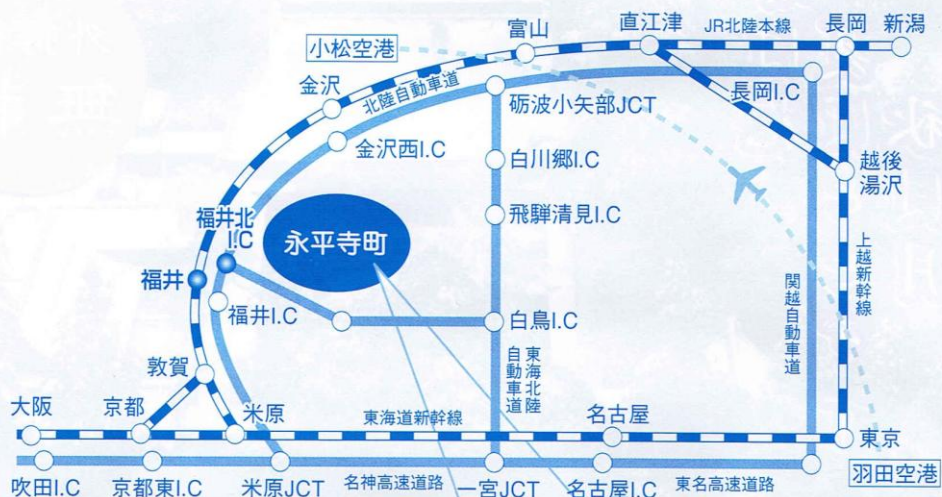 富山
直江津
JR北陸本線
長岡
新潟
小松空港
金沢
北陸自動車道
砺波小矢部JCT
長岡I.C
金沢西I.C
白川郷I.C
越後
湯沢
飛騨清見I.C
福井北
I.C
永平寺町
上越新幹線
関越自動車道
福井
福井I.C
白鳥I.C
東海北陸
自動車道
敦賀
大阪
京都
米原
東海道新幹線
名古屋
東京
羽田空港
吹田I.C
京都東I.C
米原JCT
名神高速道路
一宮JCT
名古屋I.C
東名高速道路